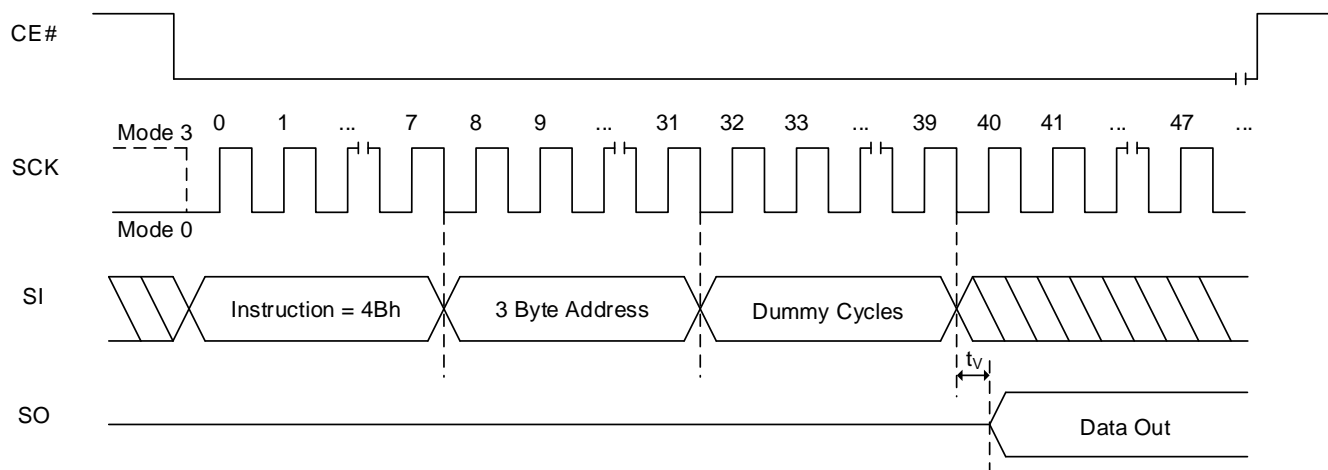 CE#
Mode 3 0 1 ... 7 8 9 ... 31 32 33 ... 39 40 41 ... 47 ...
SCK
Mode 0
SI Instruction = 4Bh 3 Byte Address Dummy Cycles
tV
SO Data Out